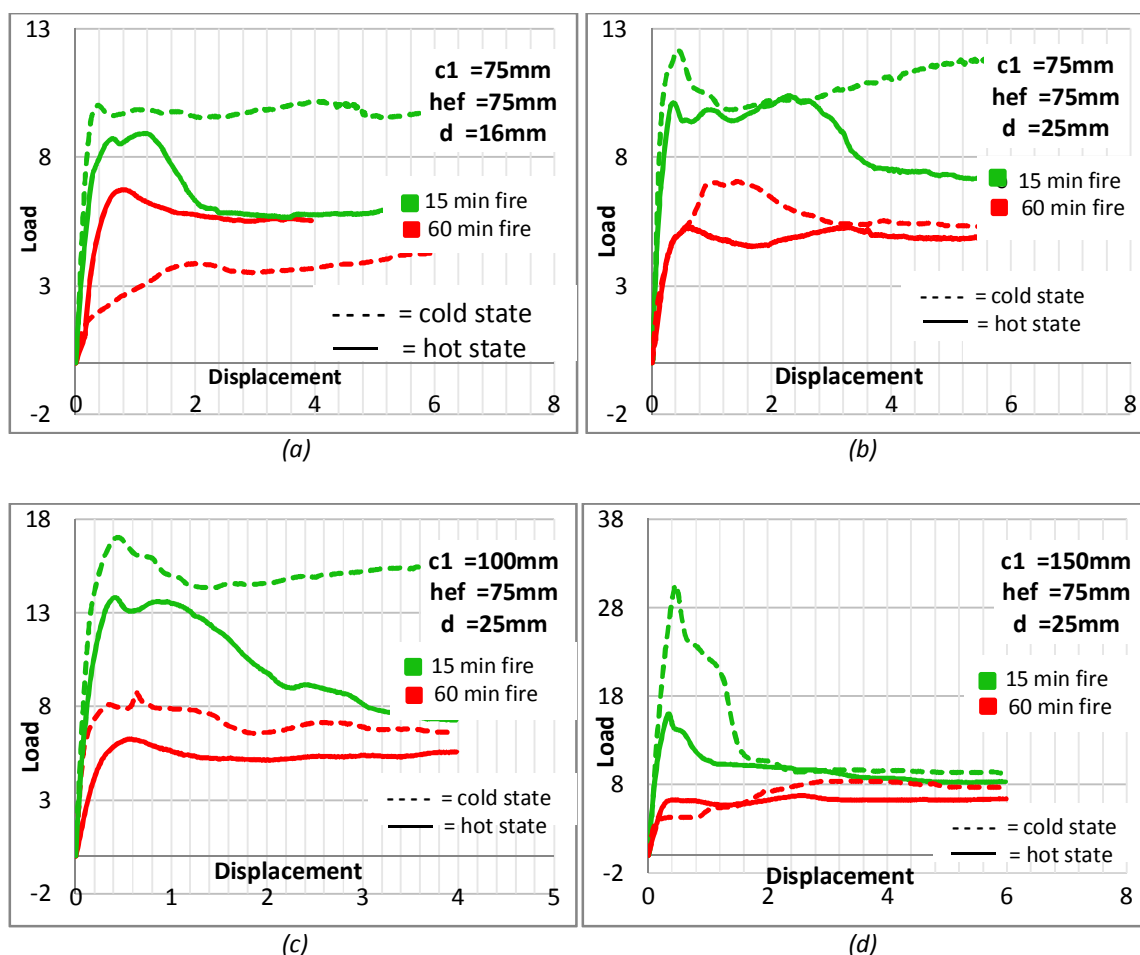 13
8
3
-2
Load
c1 =75mm
hef =75mm
d =16mm
15 min fire
60 min fire
= cold state
= hot state
Displacement
0 2 4 6 8
(a)
13
8
3
-2
Load
c1 =75mm
hef =75mm
d =25mm
15 min fire
60 min fire
= cold state
= hot state
Displacement
0 2 4 6 8
(b)
18
13
8
3
-2
Load
c1 =100mm
hef =75mm
d =25mm
15 min fire
60 min fire
= cold state
= hot state
Displacement
0 1 2 3 4 5
(c)
38
28
18
8
-2
Load
c1 =150mm
hef =75mm
d =25mm
15 min fire
60 min fire
= cold state
= hot state
Displacement
0 2 4 6 8
(d)